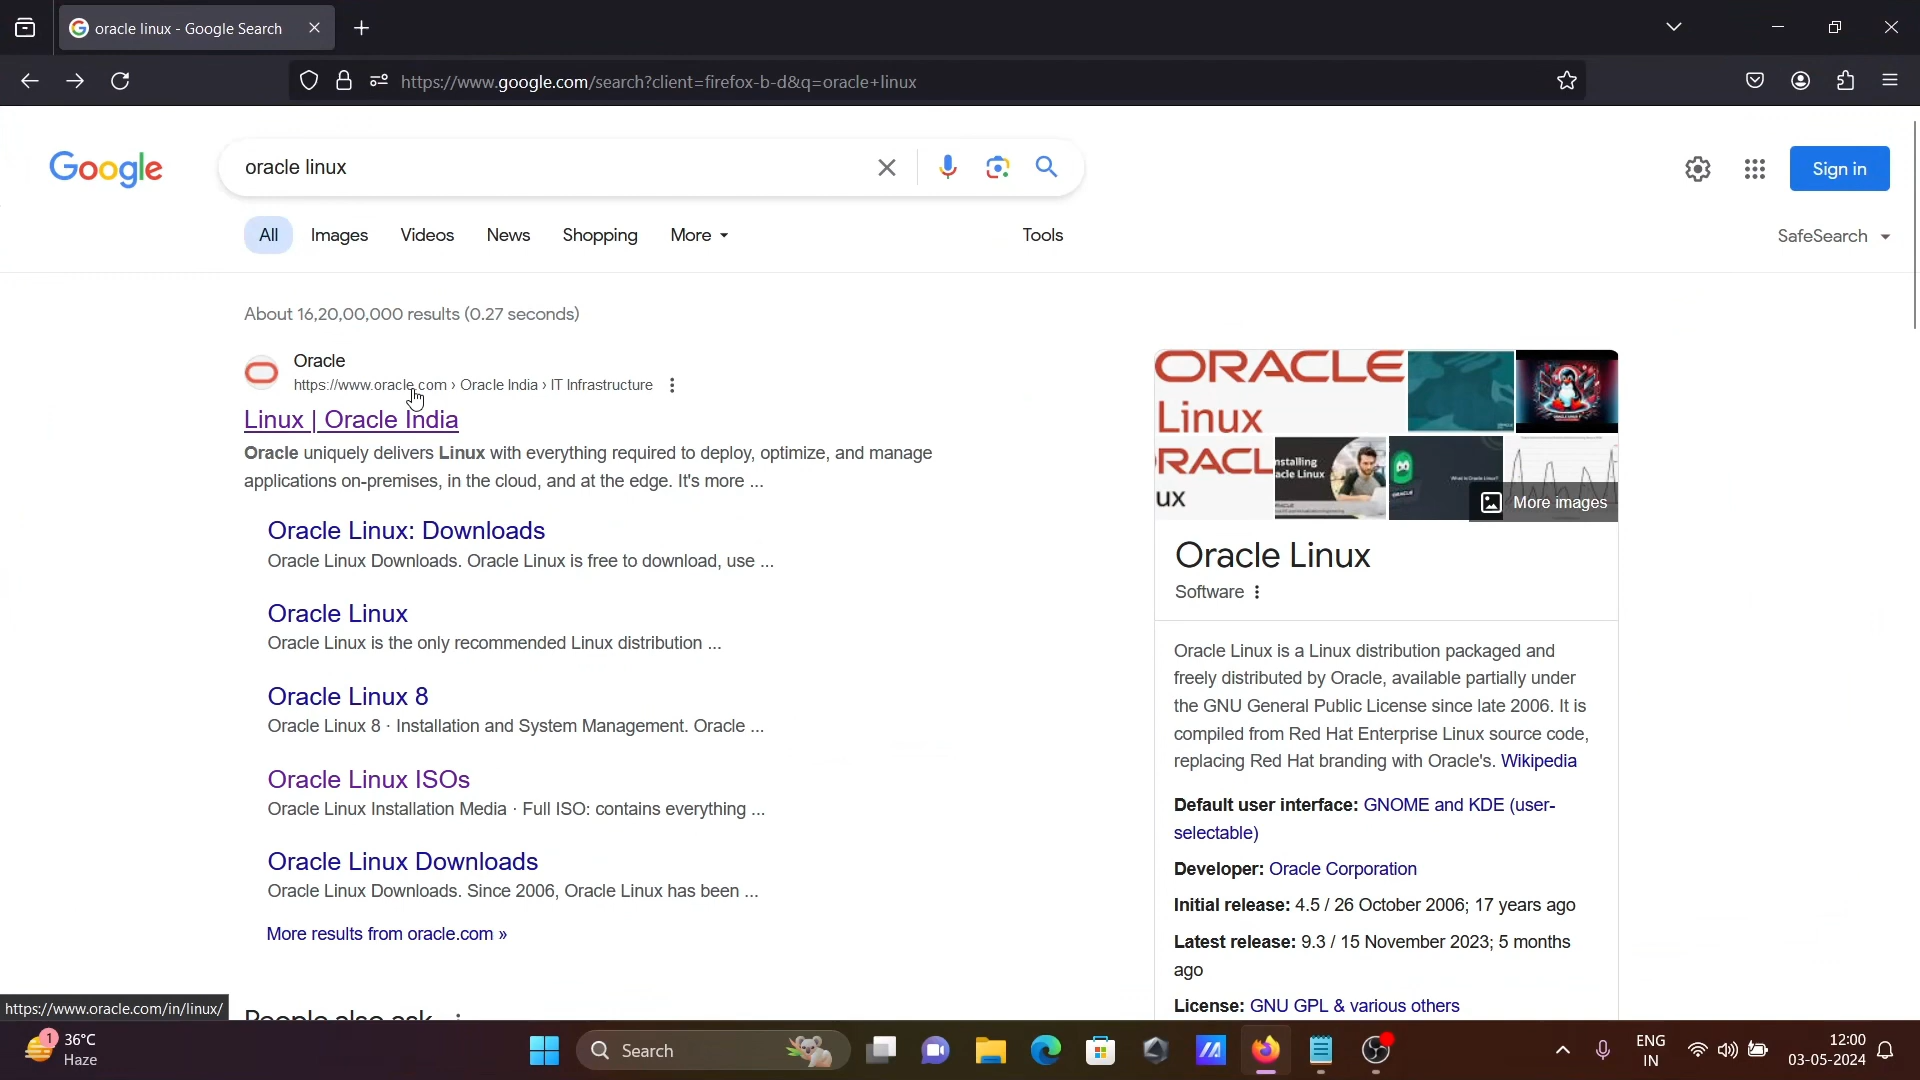 oracle linux - Google Search
https://www.google.com/search?client=firefox-b-d&q=oracle+linux
Google
oracle linux
Sign in
All
Images
Videos
News
Shopping
More
Tools
SafeSearch
About 16,20,00,000 results (0.27 seconds)
Oracle
https://www.oracle.com › Oracle India › IT Infrastructure
Linux | Oracle India
Oracle uniquely delivers Linux with everything required to deploy, optimize, and manage
applications on-premises, in the cloud, and at the edge. It's more ...
Oracle Linux: Downloads
Oracle Linux Downloads. Oracle Linux is free to download, use ...
Oracle Linux
Oracle Linux is the only recommended Linux distribution ...
Oracle Linux 8
Oracle Linux 8 · Installation and System Management. Oracle ...
Oracle Linux ISOs
Oracle Linux Installation Media · Full ISO: contains everything ...
Oracle Linux Downloads
Oracle Linux Downloads. Since 2006, Oracle Linux has been ...
More results from oracle.com »
People also ask
ORACLE
Linux
RACL
ux
nstalling
acle Linux
What is Oracle Linux?
More images
Oracle Linux
Software
Oracle Linux is a Linux distribution packaged and
freely distributed by Oracle, available partially under
the GNU General Public License since late 2006. It is
compiled from Red Hat Enterprise Linux source code,
replacing Red Hat branding with Oracle's. Wikipedia
Default user interface: GNOME and KDE (user-
selectable)
Developer: Oracle Corporation
Initial release: 4.5 / 26 October 2006; 17 years ago
Latest release: 9.3 / 15 November 2023; 5 months
ago
License: GNU GPL & various others
https://www.oracle.com/in/linux/
1
36°C
Haze
Search
ENG
IN
12:00
03-05-2024